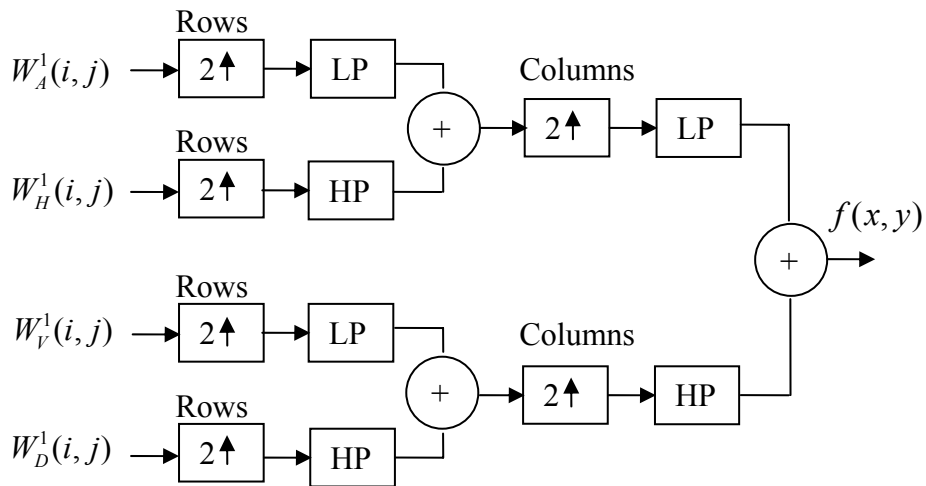 Rows
W_A^1(i, j) 2↑ LP
Columns
+ 2↑ LP
Rows
W_H^1(i, j) 2↑ HP
f(x, y)
+
Rows
W_V^1(i, j) 2↑ LP
Columns
+ 2↑ HP
Rows
W_D^1(i, j) 2↑ HP